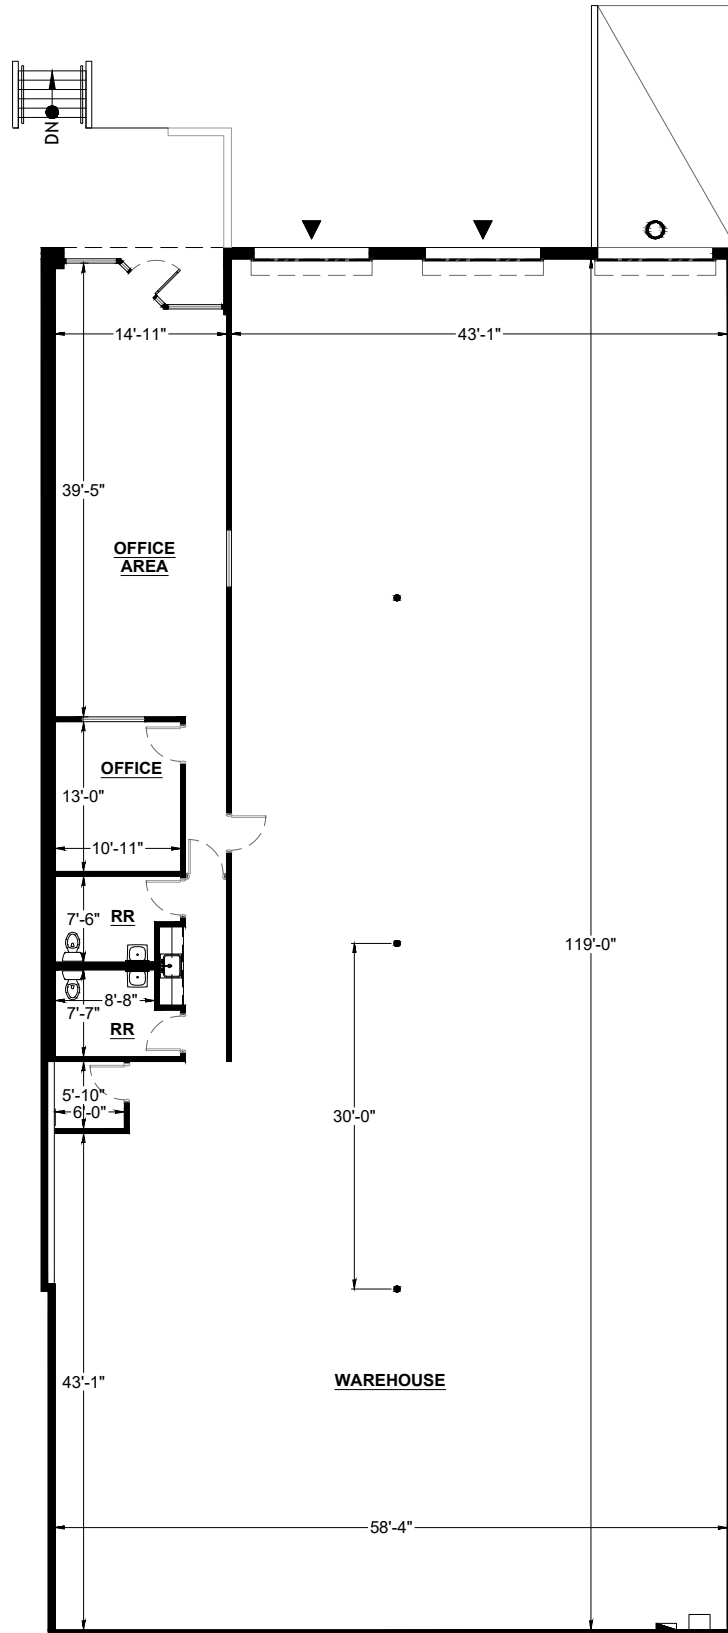 DN
14'-11"
43'-1"
39'-5"
OFFICE
AREA
OFFICE
13'-0"
10'-11"
7'-6"
RR
119'-0"
8'-8"
7'-7"
RR
5'-10"
6'-0"
30'-0"
WAREHOUSE
43'-1"
58'-4"